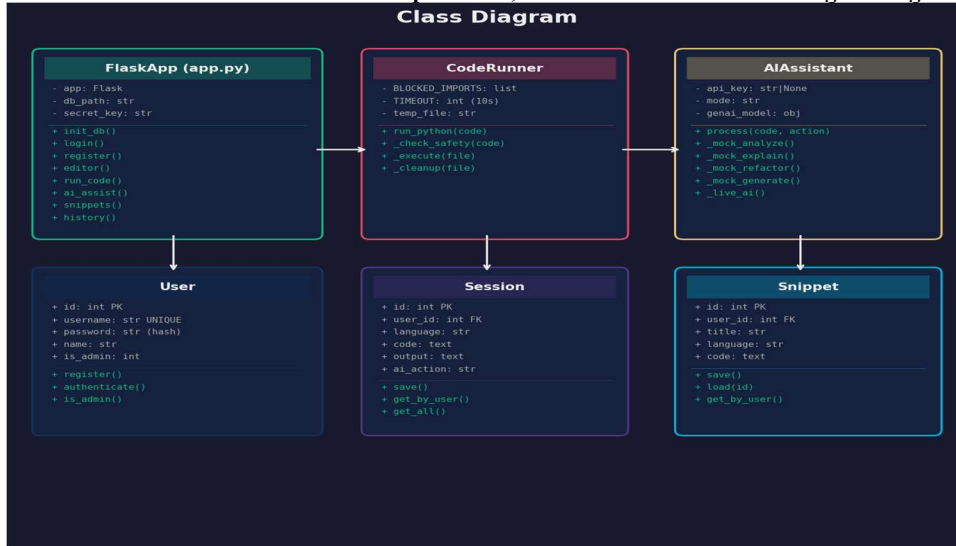 Class Diagram
FlaskApp (app.py)
- app: Flask
- db_path: str
- secret_key: str
+ init_db()
+ login()
+ register()
+ editor()
+ run_code()
+ ai_assist()
+ snippets()
+ history()
CodeRunner
- BLOCKED_IMPORTS: list
- TIMEOUT: int (10s)
- temp_file: str
+ run_python(code)
+ _check_safety(code)
+ _execute(file)
+ _cleanup(file)
AIAssistant
- api_key: str|None
- mode: str
- genai_model: obj
+ process(code, action)
+ _mock_analyze()
+ _mock_explain()
+ _mock_refactor()
+ _mock_generate()
+ _live_ai()
User
+ id: int PK
+ username: str UNIQUE
+ password: str (hash)
+ name: str
+ is_admin: int
+ register()
+ authenticate()
+ is_admin()
Session
+ id: int PK
+ user_id: int FK
+ language: str
+ code: text
+ output: text
+ ai_action: str
+ save()
+ get_by_user()
+ get_all()
Snippet
+ id: int PK
+ user_id: int FK
+ title: str
+ language: str
+ code: text
+ save()
+ load(id)
+ get_by_user()